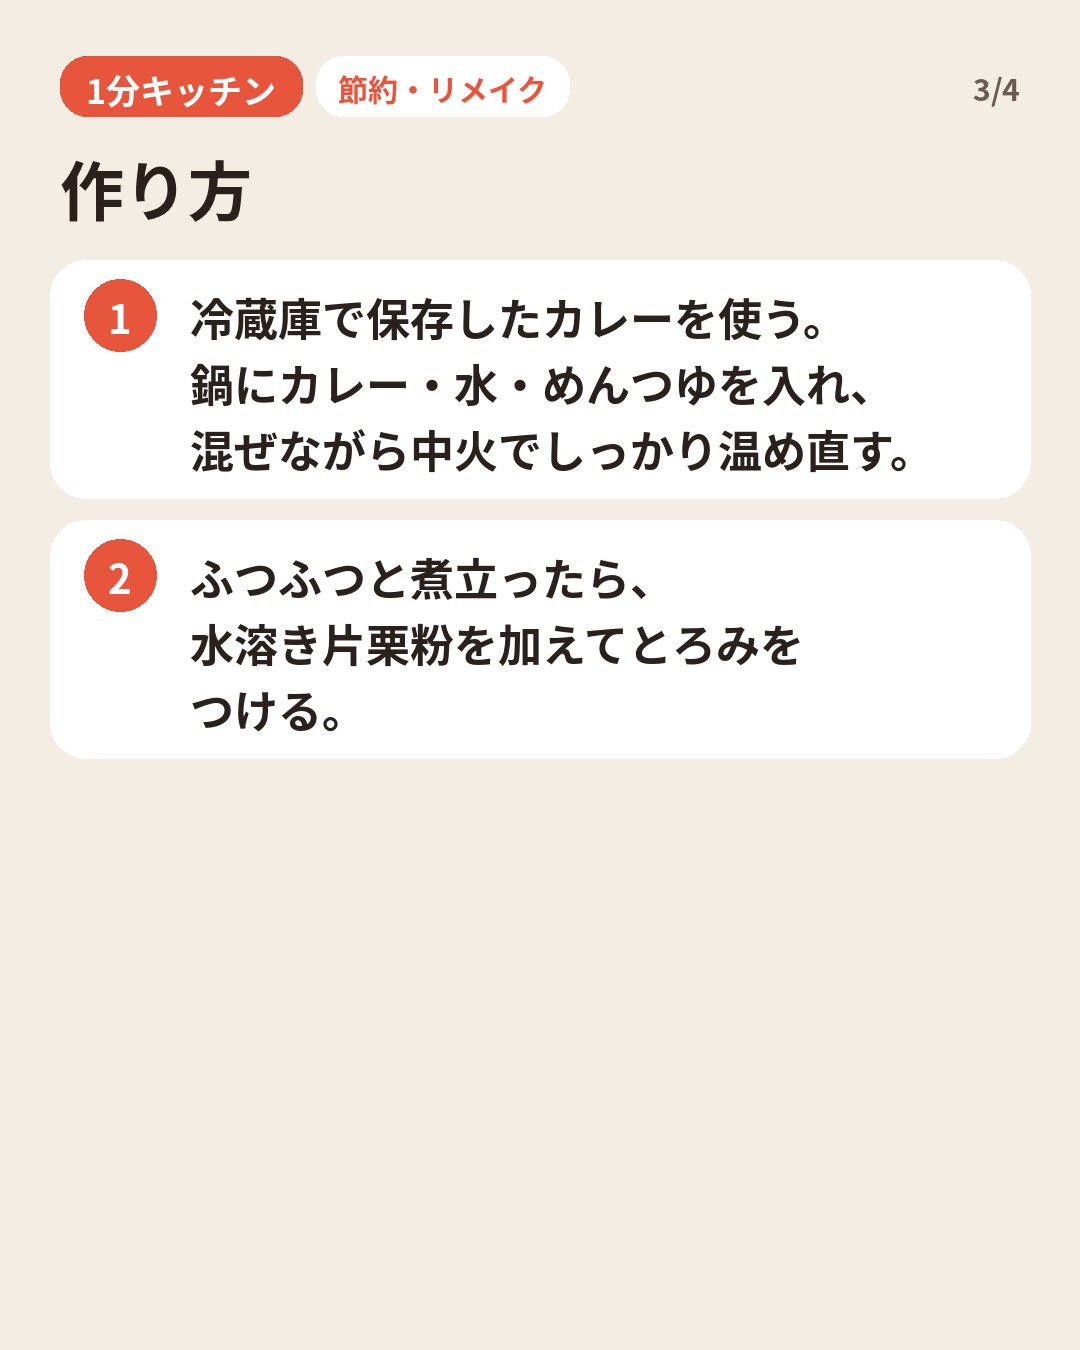 1分キッチン
節約・リメイク
3/4
作り方
1
冷蔵庫で保存したカレーを使う。
鍋にカレー・水・めんつゆを入れ、
混ぜながら中火でしっかり温め直す。
2
ふつふつと煮立ったら、
水溶き片栗粉を加えてとろみを
つける。